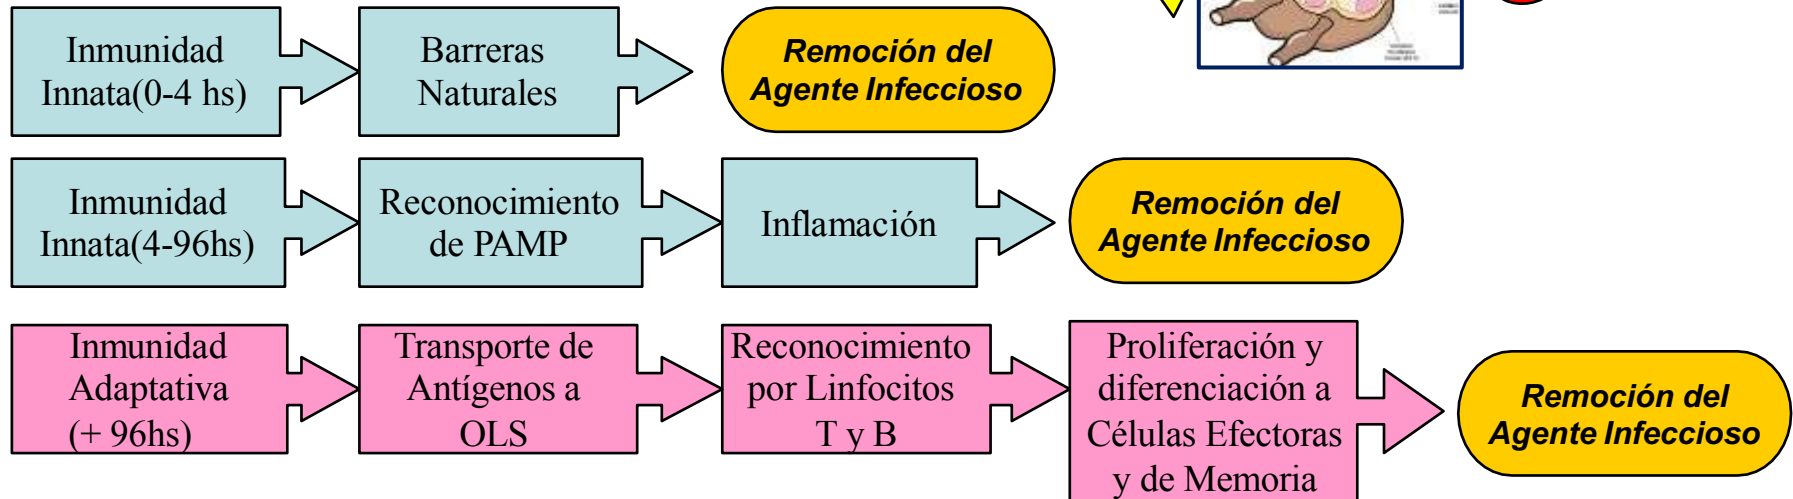 Inmunidad
Innata(0-4 hs)
Barreras
Naturales
Remoción del
Agente Infeccioso
Inmunidad
Innata(4-96hs)
Reconocimiento
de PAMP
Inflamación
Remoción del
Agente Infeccioso
Inmunidad
Adaptativa
(+ 96hs)
Transporte de
Antígenos a
OLS
Reconocimiento
por Linfocitos
T y B
Proliferación y
diferenciación a
Células Efectoras
y de Memoria
Remoción del
Agente Infeccioso